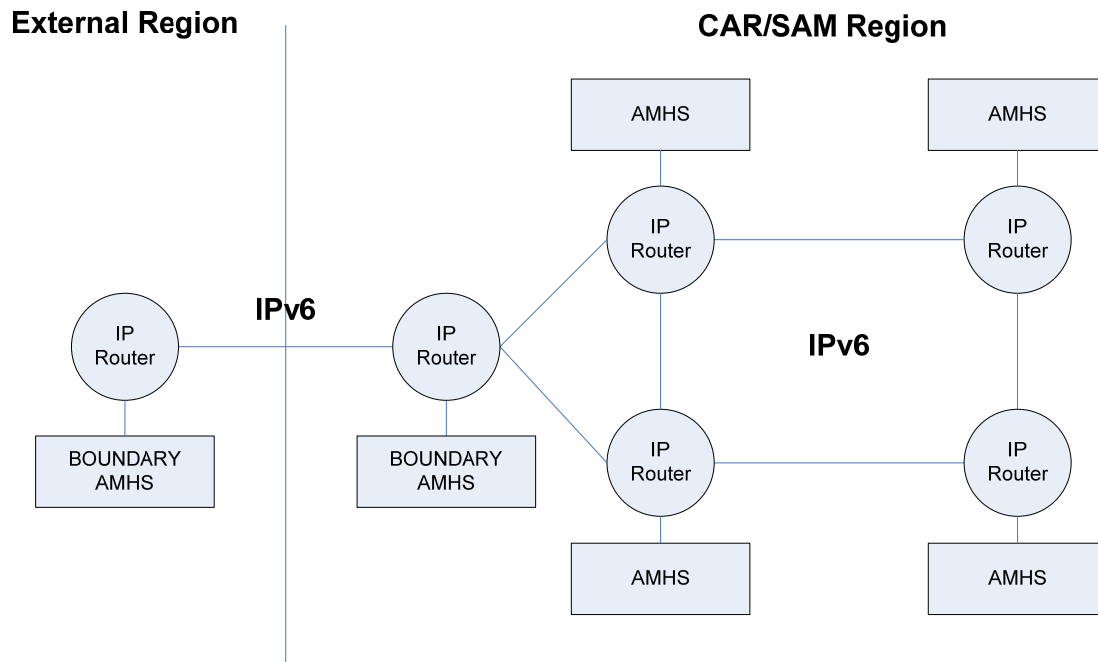 External Region
CAR/SAM Region
AMHS
AMHS
IP
Router
IP
Router
IPv6
IP
Router
IP
Router
IPv6
BOUNDARY
AMHS
BOUNDARY
AMHS
IP
Router
IP
Router
AMHS
AMHS